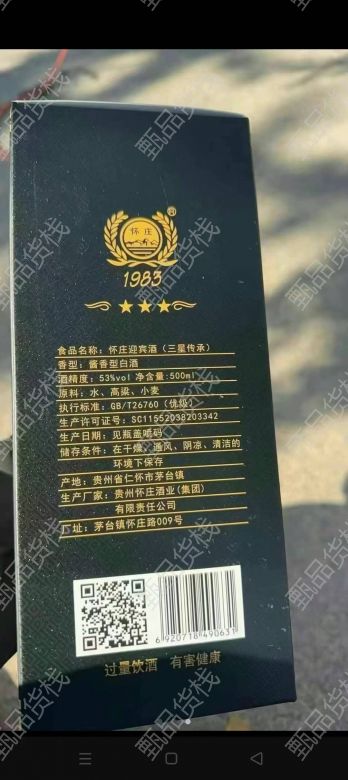 怀庄
1983
食品名称：怀庄迎宾酒（三星传承）
香型：酱香型白酒
酒精度：53%vol 净含量：500ml
原料：水、高粱、小麦
执行标准：GB/T26760（优级）
生产许可证号：SC11552038203342
生产日期：见瓶盖喷码
储存条件：在干燥、通风、阴凉、清洁的
环境下保存
产地：贵州省仁怀市茅台镇
生产厂家：贵州怀庄酒业(集团)
有限责任公司
厂址：茅台镇怀庄路009号
6 920718 490631
过量饮酒 有害健康
甄品货栈